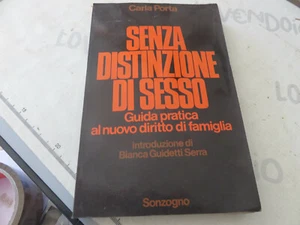 Carla Porta
SENZA
DISTINZIONE
DI SESSO
Guida pratica
al nuovo diritto di famiglia
Introduzione di
Bianca Guidetti Serra
Sonzogno